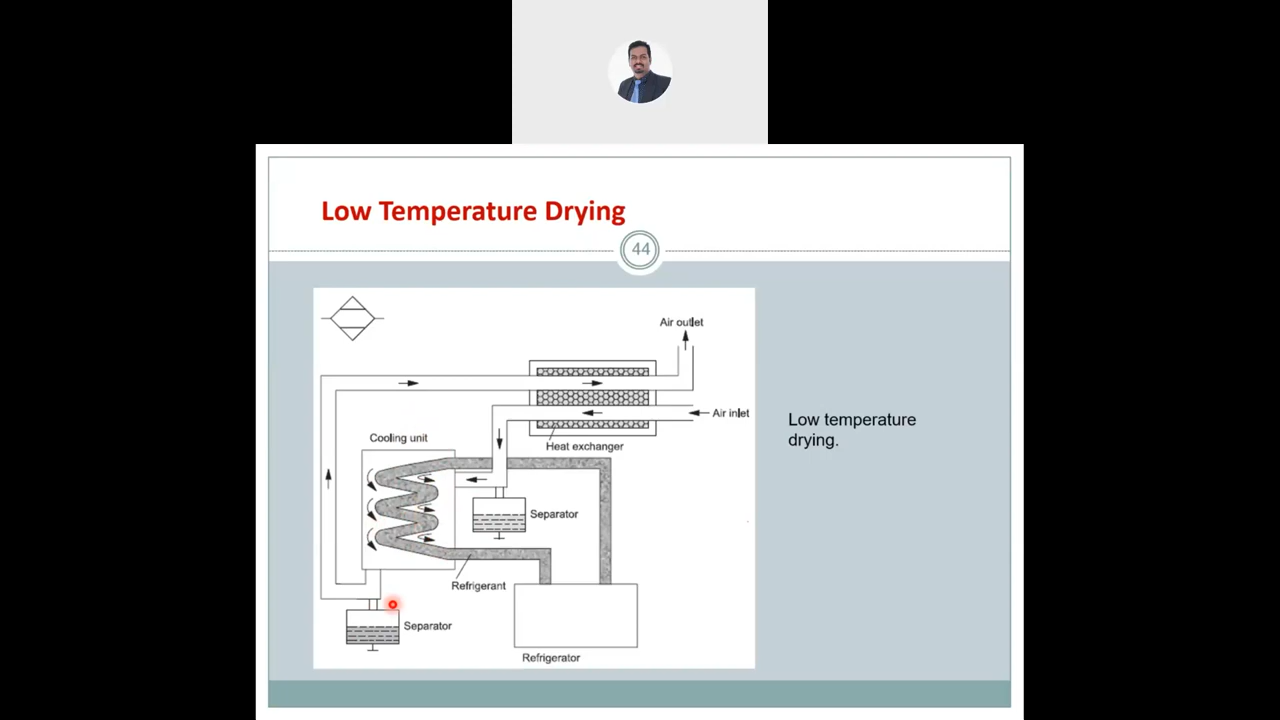 Low Temperature Drying
44
Air outlet
Air inlet
Heat exchanger
Cooling unit
Separator
Refrigerant
Separator
Refrigerator
Low temperature
drying.